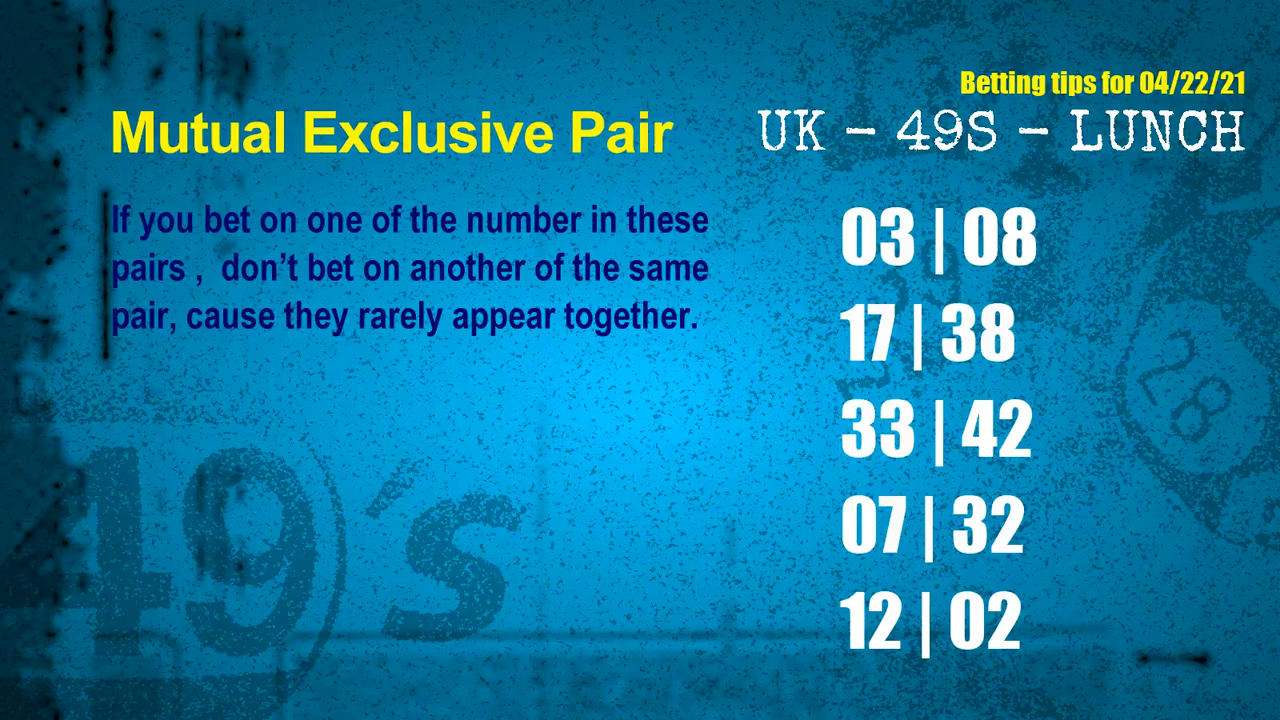 Betting tips for 04/22/21
Mutual Exclusive Pair
UK - 49S - LUNCH
If you bet on one of the number in these
pairs ,  don’t bet on another of the same
pair, cause they rarely appear together.
03 | 08
17 | 38
33 | 42
07 | 32
12 | 02
49's
28